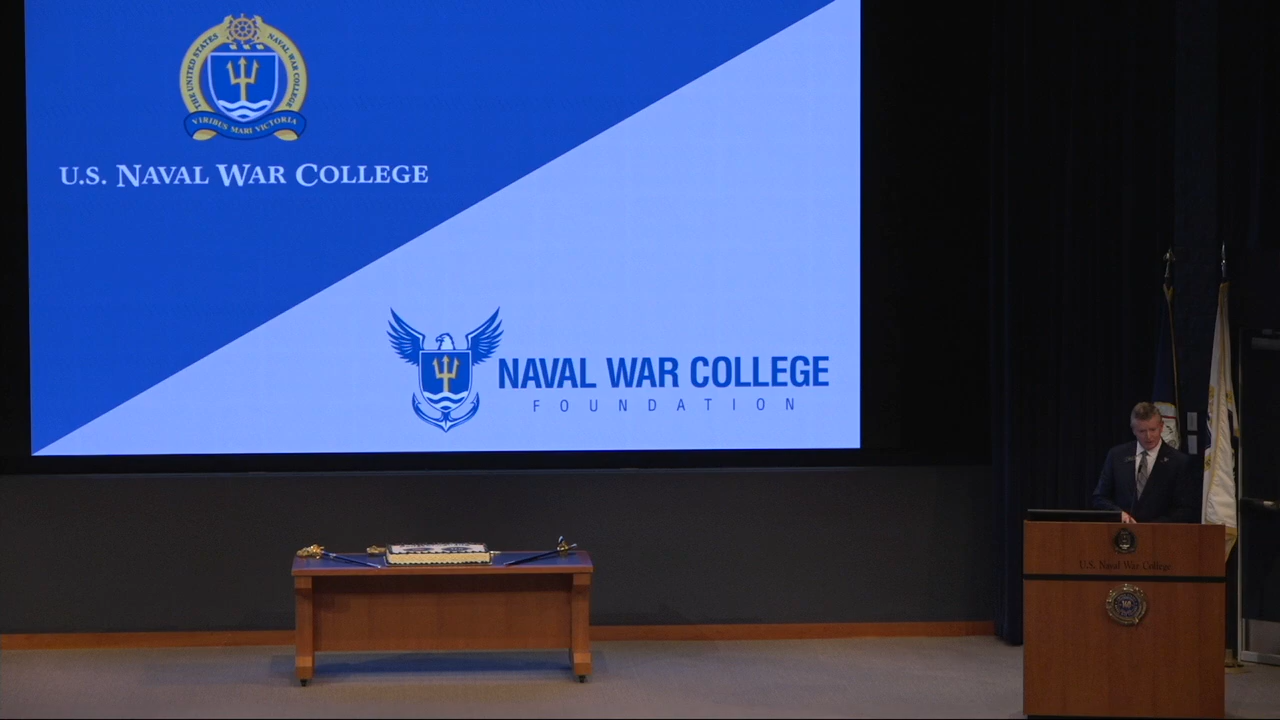 THE UNITED STATES NAVAL WAR COLLEGE
VIRIBUS MARI VICTORIA
U.S. NAVAL WAR COLLEGE
NAVAL WAR COLLEGE
FOUNDATION
U.S. Naval War College